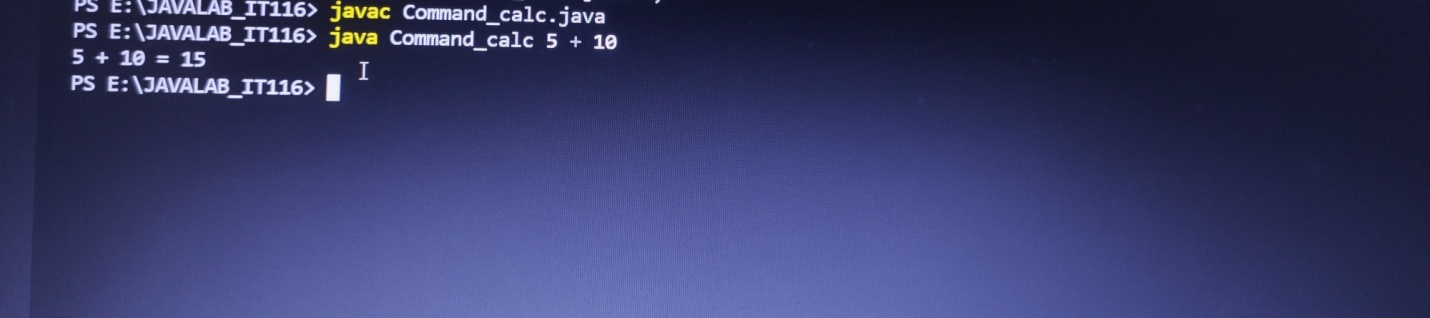 PS E:\JAVALAB_IT116> javac Command_calc.java
PS E:\JAVALAB_IT116> java Command_calc 5 + 10
5 + 10 = 15
PS E:\JAVALAB_IT116>